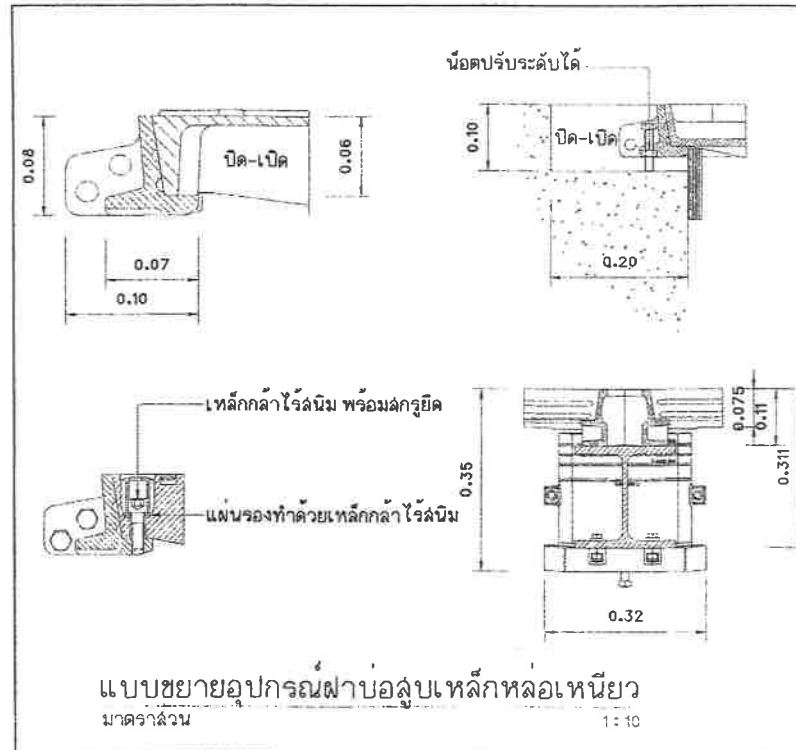 น็อตปรับระดับได้
0.08
ปิด-เปิด
0.06
0.07
0.10
0.10
ปิด-เปิด
0.20
เหล็กกล้าไร้สนิม พร้อมสกรูยึด
แผ่นรองทำด้วยเหล็กกล้าไร้สนิม
0.35
0.075
0.11
0.311
0.32
แบบขยายอุปกรณ์ฝาบ่อสูบเหล็กหล่อเหนียว
มาตราส่วน 1:10